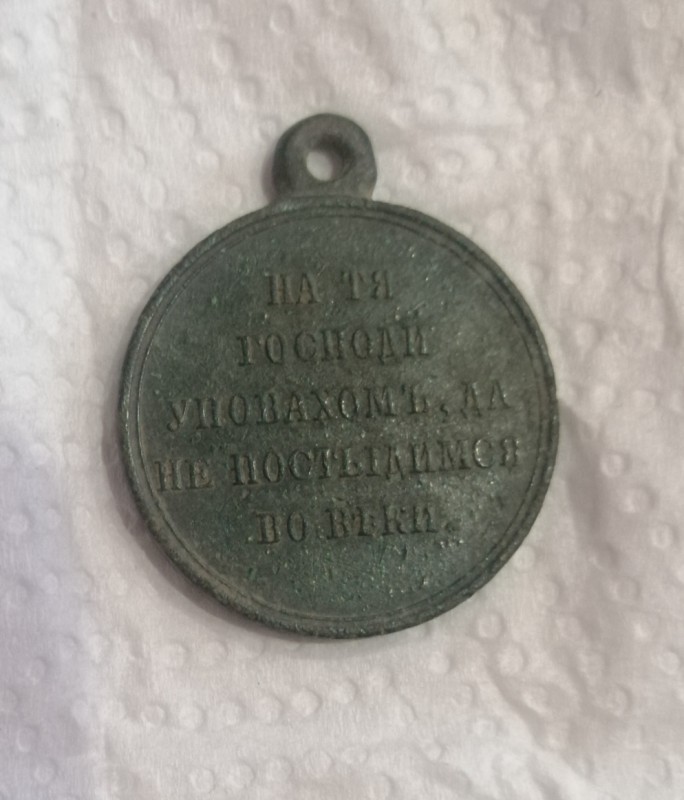 НА ТЯ
ГОСПОДИ
УПОВАХОМЪ, ДА
НЕ ПОСТЫДИМСЯ
ВО ВѢКИ.